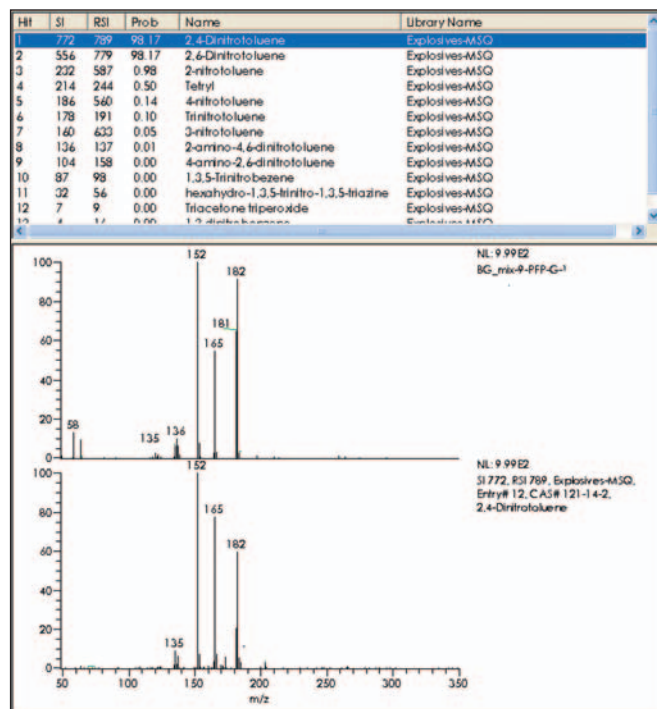 Hit SI RSI Prob Name Library Name
1 772 789 98.17 2,4-Dinitrotoluene Explosives-MSQ
2 556 779 98.17 2,6-Dinitrotoluene Explosives-MSQ
3 232 587 0.98 2-nitrotoluene Explosives-MSQ
4 214 244 0.50 Tetryl Explosives-MSQ
5 186 560 0.14 4-nitrotoluene Explosives-MSQ
6 178 191 0.10 Trinitrotoluene Explosives-MSQ
7 160 633 0.05 3-nitrotoluene Explosives-MSQ
8 136 137 0.01 2-amino-4,6-dinitrotoluene Explosives-MSQ
9 104 158 0.00 4-amino-2,6-dinitrotoluene Explosives-MSQ
10 87 98 0.00 1,3,5-Trinitrobezene Explosives-MSQ
11 32 56 0.00 hexahydro-1,3,5-trinitro-1,3,5-triazine Explosives-MSQ
12 7 9 0.00 Triacetone triperoxide Explosives-MSQ
0.00 Explosives-MSQ
NL: 9.99E2
BG_mix-9-PFP-G-
100
80
60
40
20
0
152
182
181
165
58
135
136
NL: 9.99E2
SI 772, RSI 789, Explosives-MSQ,
Entry# 12, CAS# 121-14-2,
2,4-Dinitrotoluene
100
80
60
40
20
0
152
165
182
135
50 100 150 200 250 300 350
m/z